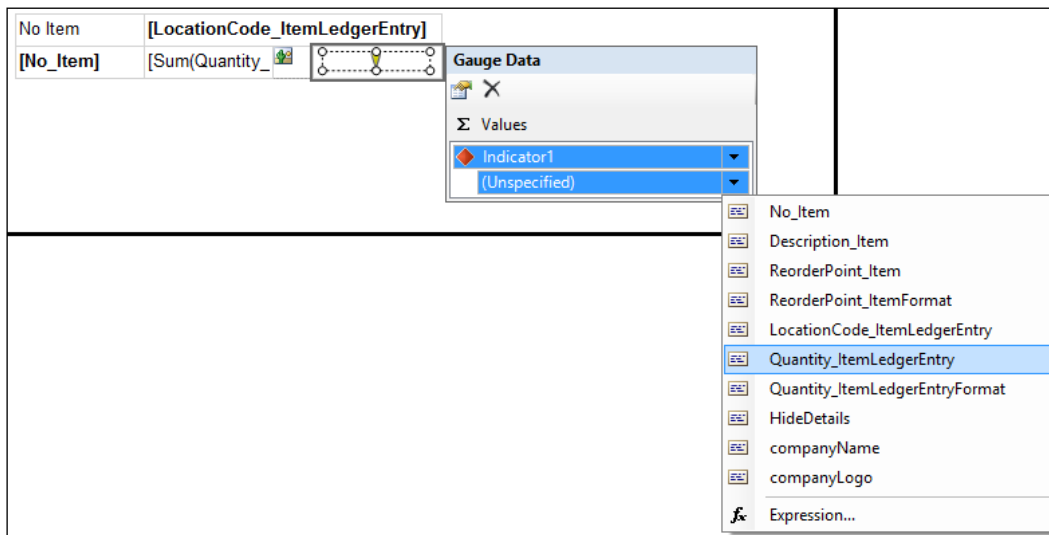 No Item [LocationCode_ItemLedgerEntry]
[No_Item] [Sum(Quantity_
Gauge Data
Σ Values
Indicator1
(Unspecified)
No_Item
Description_Item
ReorderPoint_Item
ReorderPoint_ItemFormat
LocationCode_ItemLedgerEntry
Quantity_ItemLedgerEntry
Quantity_ItemLedgerEntryFormat
HideDetails
companyName
companyLogo
fx Expression...